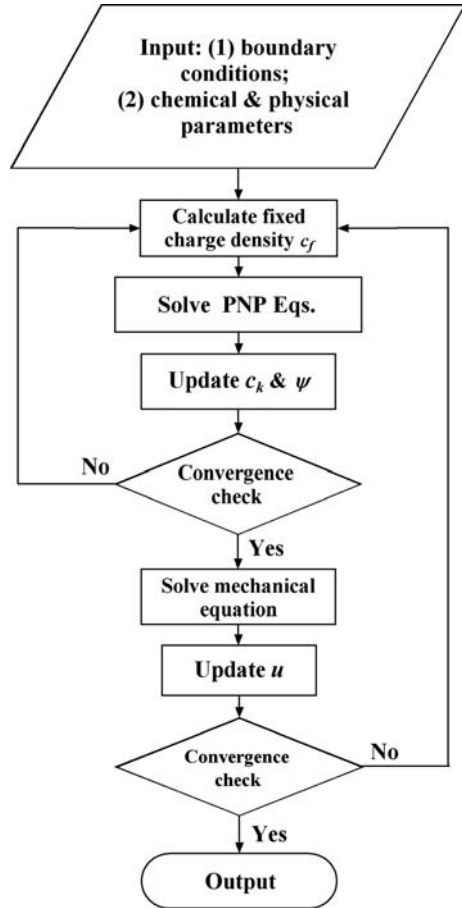 Input: (1) boundary
conditions;
(2) chemical & physical
parameters
Calculate fixed
charge density c_f
Solve PNP Eqs.
Update c_k & ψ
No
Convergence
check
Yes
Solve mechanical
equation
Update u
No
Convergence
check
Yes
Output